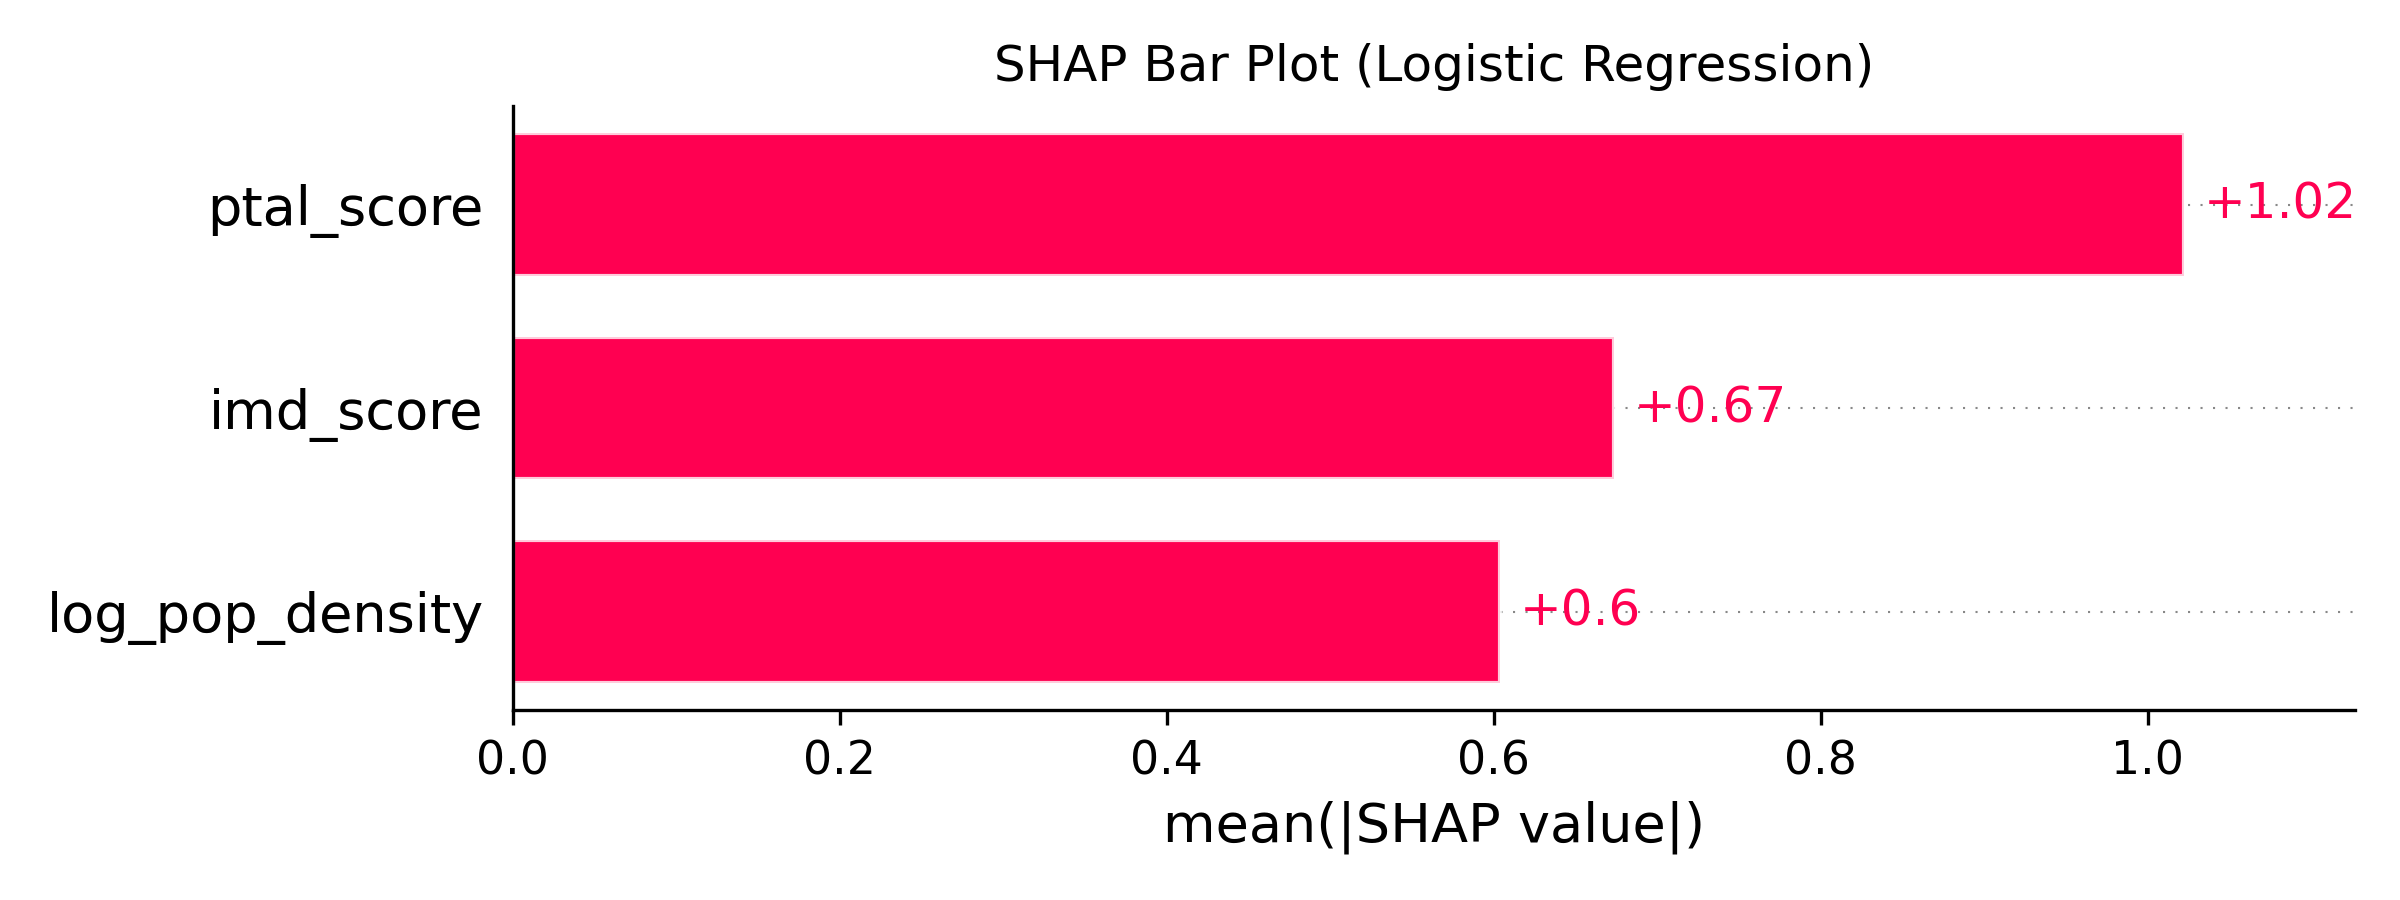 SHAP Bar Plot (Logistic Regression)
ptal_score
+1.02
imd_score
+0.67
log_pop_density
+0.6
0.0 0.2 0.4 0.6 0.8 1.0
mean(|SHAP value|)